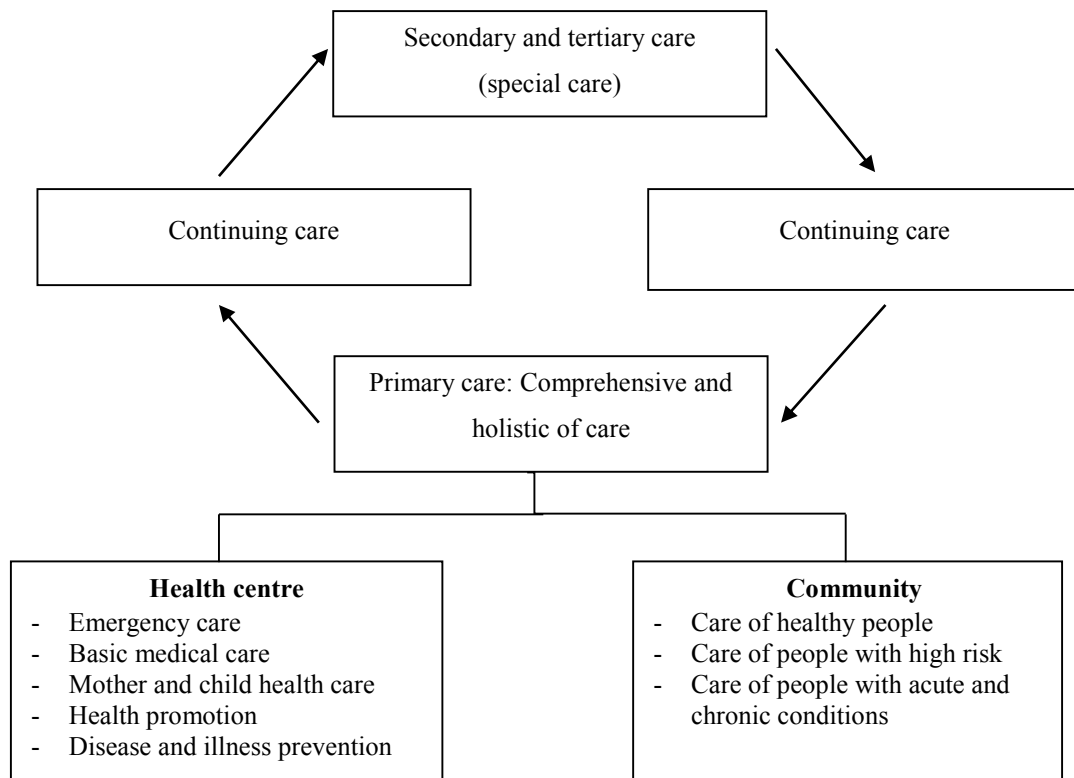 Secondary and tertiary care
(special care)
Continuing care
Continuing care
Primary care: Comprehensive and
holistic of care
Health centre
- Emergency care
- Basic medical care
- Mother and child health care
- Health promotion
- Disease and illness prevention
Community
- Care of healthy people
- Care of people with high risk
- Care of people with acute and
chronic conditions